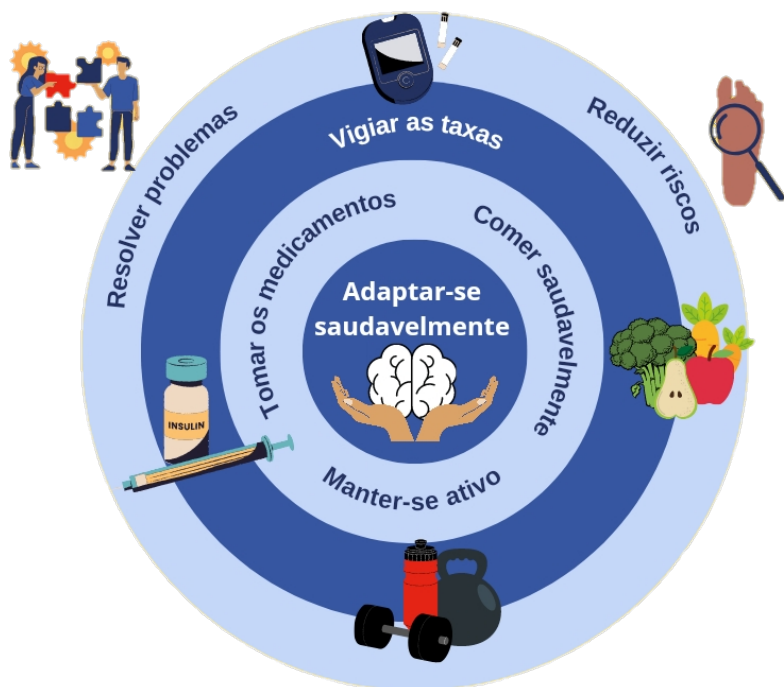 Resolver problemas
Reduzir riscos
Vigiar as taxas
Tomar os medicamentos
Comer saudavelmente
Adaptar-se
saudavelmente
INSULIN
Manter-se ativo